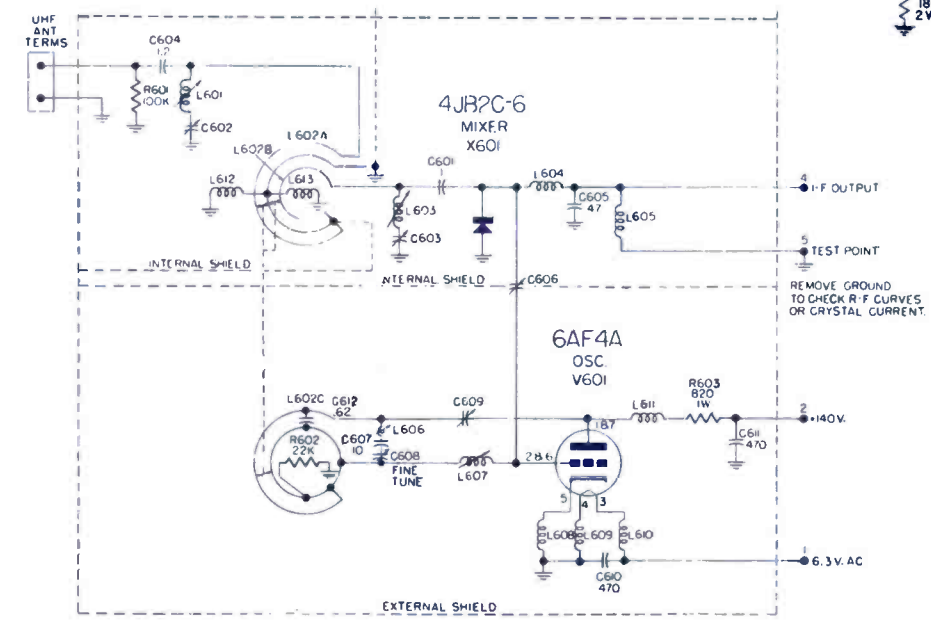 UHF
ANT
TERMS
18
2 V
C604
1.2
R601
100K
L601
C602
L602A
L602B
L612
L613
4JB2C-6
MIXER
X601
C601
1
L603
C603
L604
C605
47
L605
4
I-F OUTPUT
5
TEST POINT
INTERNAL SHIELD
NTERNAL SHIELD
C606
REMOVE GROUND
TO CHECK R-F CURVES
OR CRYSTAL CURRENT.
6AF4A
OSC.
V601
L602C
C612
.62
R602
22K
C607
10
L606
C608
FINE
TUNE
C609
L607
L611
R603
820
1W
2
+140V.
C611
470
1&7
2&6
5
4
3
L608
L609
L610
C610
470
1
6.3V. AC
EXTERNAL SHIELD